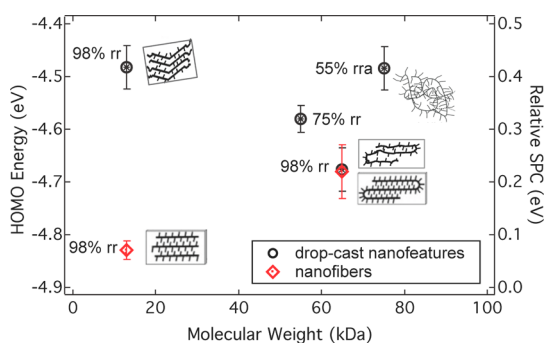 HOMO Energy (eV)
-4.4
-4.5
-4.6
-4.7
-4.8
-4.9
98% rr
98% rr
75% rr
98% rr
55% rra
drop-cast nanofeatures
nanofibers
0.5
0.4
0.3
0.2
0.1
0.0
Relative SPC (eV)
0 20 40 60 80 100
Molecular Weight (kDa)